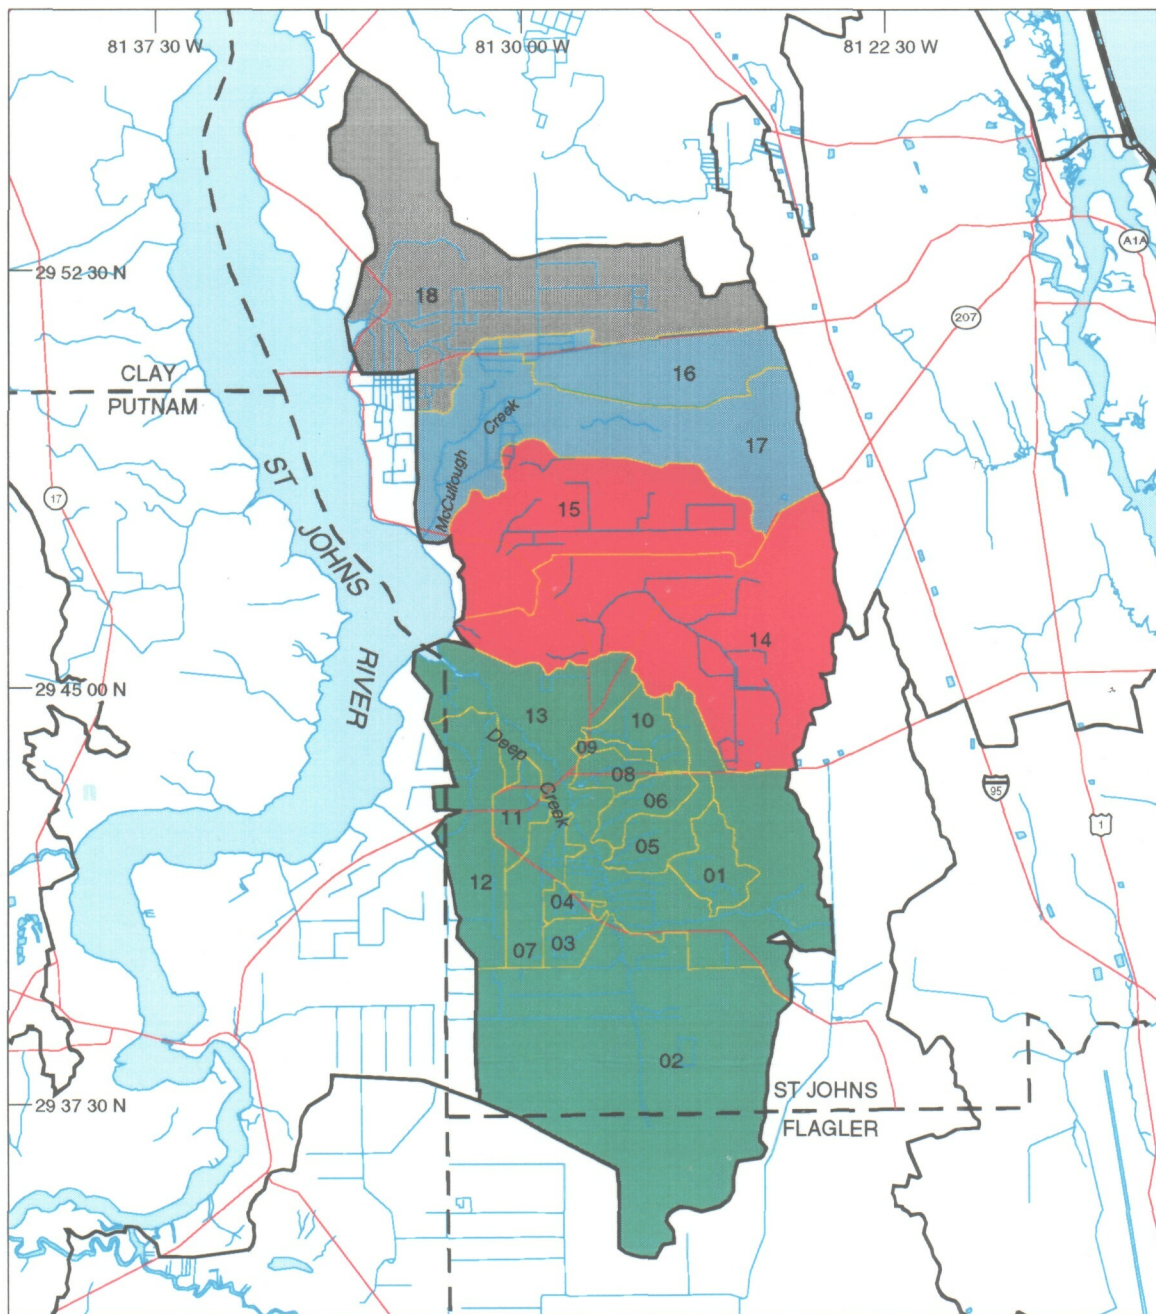 81 37 30 W
81 30 00 W
81 22 30 W
A1A
29 52 30 N
18
207
CLAY
PUTNAM
16
McCullough Creek
17
17
ST JOHNS RIVER
15
14
29 45 00 N
13
10
Deep Creek
09
08
95
06
11
1
05
12
01
04
07
03
02
29 37 30 N
ST JOHNS
FLAGLER